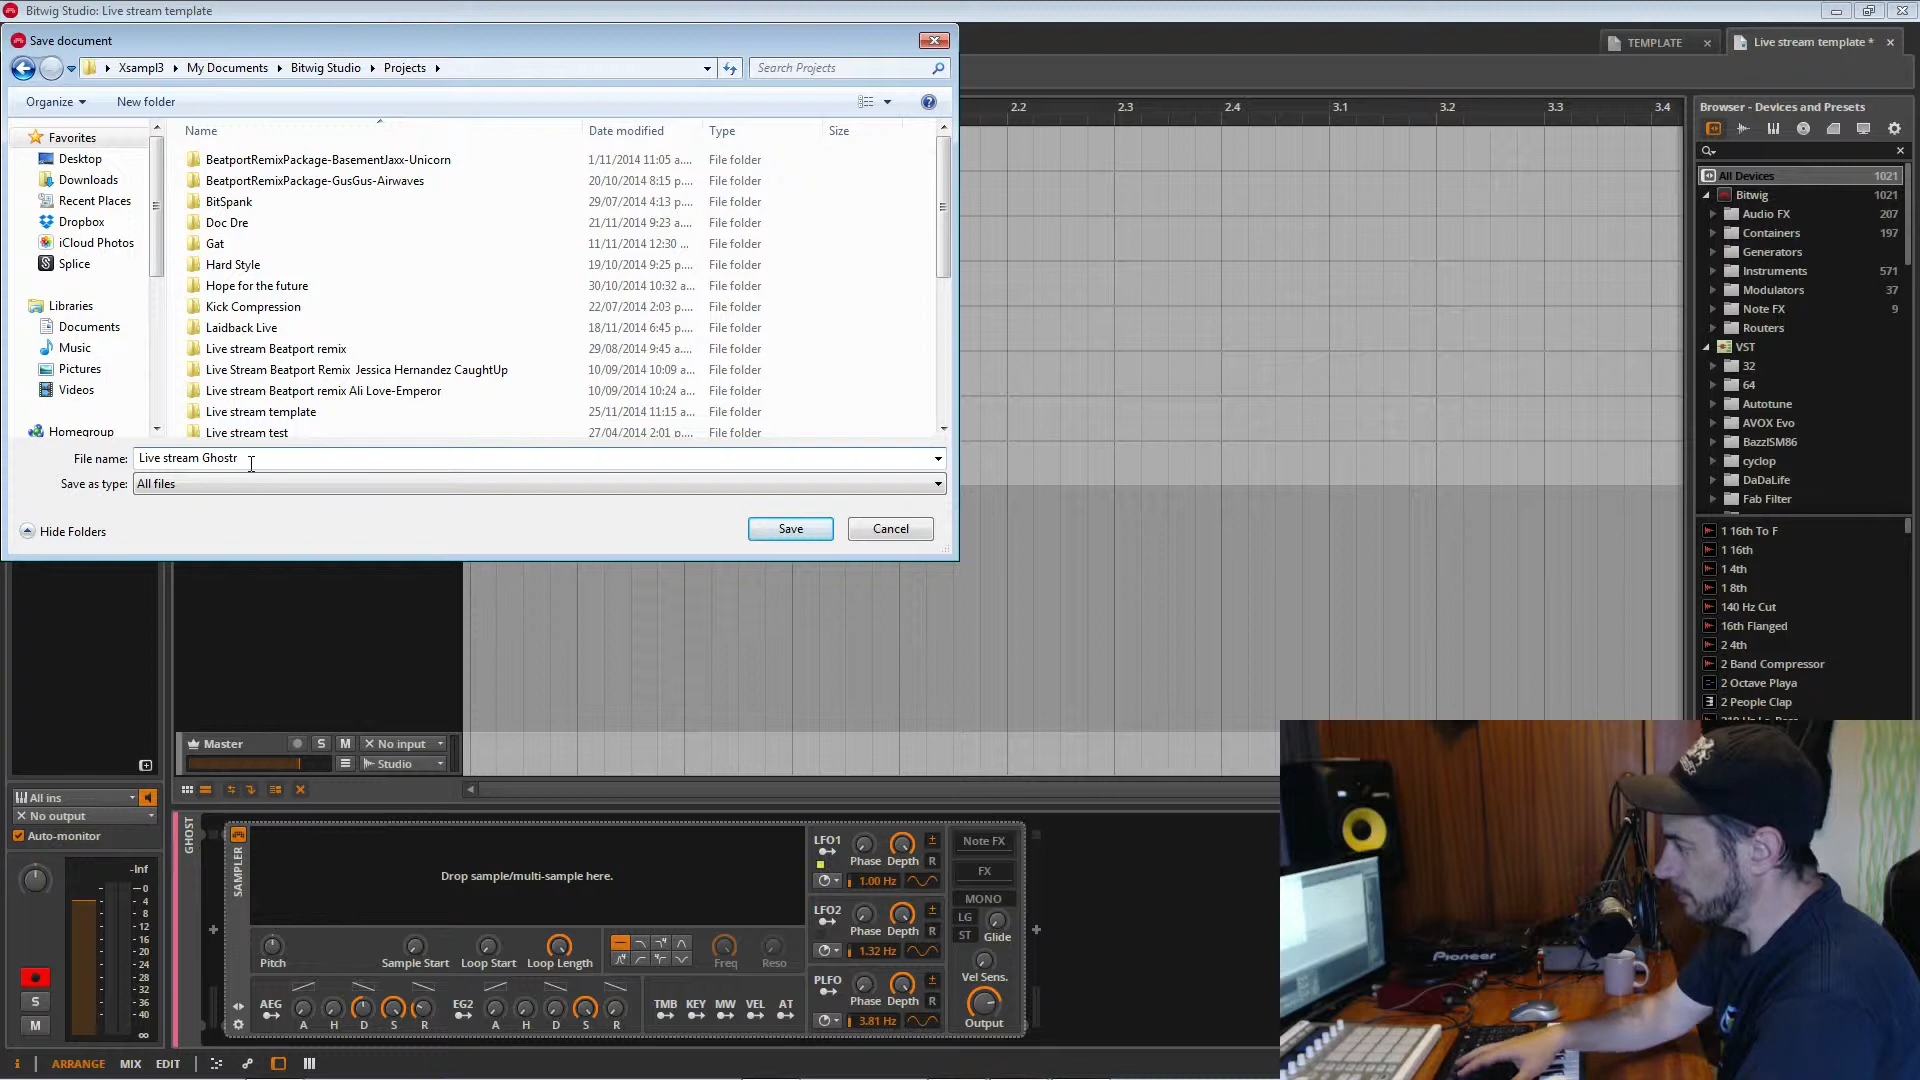 Bitwig Studio: Live stream template
Save document
Xsampl3 My Documents Bitwig Studio Projects
Search Projects
TEMPLATE
Live stream template *
Organize
New folder
Name
Date modified
Type
Size
Favorites
Desktop
Downloads
Recent Places
Dropbox
iCloud Photos
Splice
Libraries
Documents
Music
Pictures
Videos
Homegroup
BeatportRemixPackage-BasementJaxx-Unicorn 1/11/2014 11:05 a.... File folder
BeatportRemixPackage-GusGus-Airwaves 20/10/2014 8:15 p.... File folder
BitSpank 29/07/2014 4:13 p.... File folder
Doc Dre 21/11/2014 9:23 a.... File folder
Gat 11/11/2014 12:30 ... File folder
Hard Style 19/10/2014 9:25 p.... File folder
Hope for the future 30/10/2014 10:32 a... File folder
Kick Compression 22/07/2014 2:03 p.... File folder
Laidback Live 18/11/2014 6:45 p.... File folder
Live stream Beatport remix 29/08/2014 9:45 a.... File folder
Live Stream Beatport Remix Jessica Hernandez CaughtUp 10/09/2014 10:09 a... File folder
Live stream Beatport remix Ali Love-Emperor 10/09/2014 10:24 a... File folder
Live stream template 25/11/2014 11:15 a... File folder
Live stream test 27/04/2014 2:01 p.... File folder
File name: Live stream Ghostr
Save as type: All files
Hide Folders
Save
Cancel
2.2 2.3 2.4 3.1 3.2 3.3 3.4
Browser - Devices and Presets
All Devices 1021
Bitwig 1021
Audio FX 207
Containers 197
Generators
Instruments 571
Modulators 37
Note FX 9
Routers
VST
32
64
Autotune
AVOX Evo
BazzISM86
cyclop
DaDaLife
Fab Filter
1 16th To F
1 16th
1 4th
1 8th
140 Hz Cut
16th Flanged
2 4th
2 Band Compressor
2 Octave Playa
2 People Clap
Master S M No input
Studio
All ins
No output
Auto-monitor
-Inf
0
4
8
12
16
20
24
28
32
36
40
∞
S
M
GHOST
SAMPLER
Drop sample/multi-sample here.
Pitch
Sample Start
Loop Start
Loop Length
Freq
Reso
AEG
A H D S R
EG2
A H D S R
TMB KEY MW VEL AT
LFO1
Phase Depth R
1.00 Hz
LFO2
Phase Depth R
1.32 Hz
PLFO
Phase Depth R
3.81 Hz
Note FX
FX
MONO
LG
ST
Glide
Vel Sens.
Output
i ARRANGE MIX EDIT
Pioneer